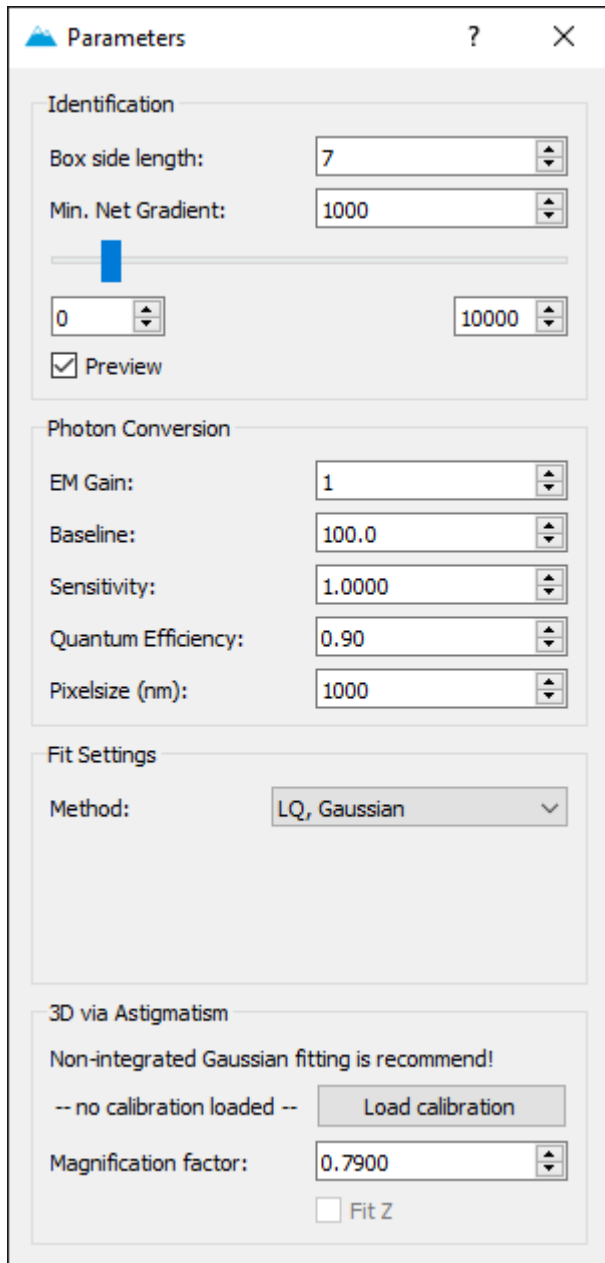 Parameters ?
Identification
Box side length: 7
Min. Net Gradient: 1000
0 10000
Preview
Photon Conversion
EM Gain: 1
Baseline: 100.0
Sensitivity: 1.0000
Quantum Efficiency: 0.90
Pixelsize (nm): 1000
Fit Settings
Method: LQ, Gaussian
3D via Astigmatism
Non-integrated Gaussian fitting is recommend!
-- no calibration loaded -- Load calibration
Magnification factor: 0.7900
Fit Z